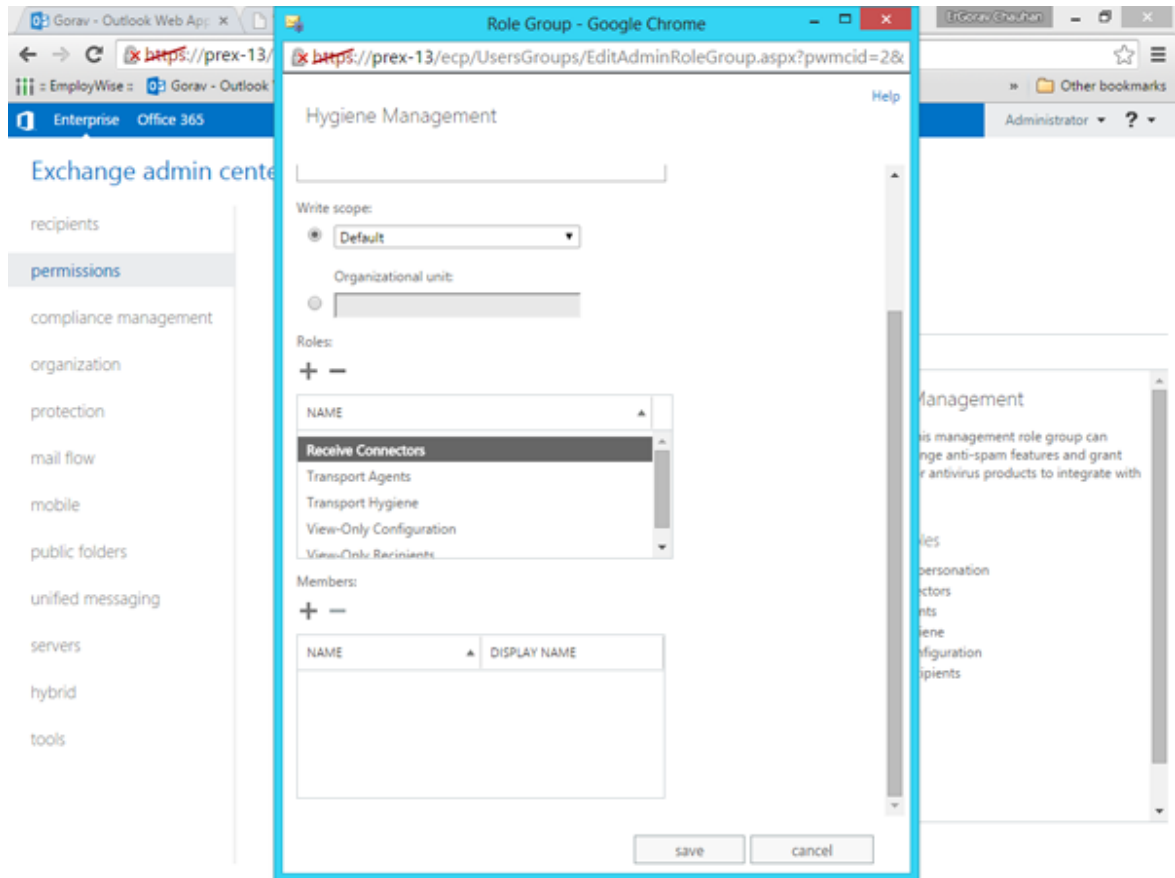 Gorav - Outlook Web App
Role Group - Google Chrome
ErGorav Chauhan
https://prex-13/
https://prex-13/ecp/UsersGroups/EditAdminRoleGroup.aspx?pwmcid=2&
:: EmployWise ::
Gorav - Outlook
» Other bookmarks
Help
Enterprise Office 365
Administrator ?
Hygiene Management
Exchange admin cente
recipients
permissions
compliance management
organization
protection
mail flow
mobile
public folders
unified messaging
servers
hybrid
tools
Write scope:
Default
Organizational unit:
Roles:
NAME
Receive Connectors
Transport Agents
Transport Hygiene
View-Only Configuration
View-Only Recipients
Members:
NAME DISPLAY NAME
save cancel
Management
is management role group can
nge anti-spam features and grant
r antivirus products to integrate with
les
personation
ectors
nts
iene
nfiguration
ipients